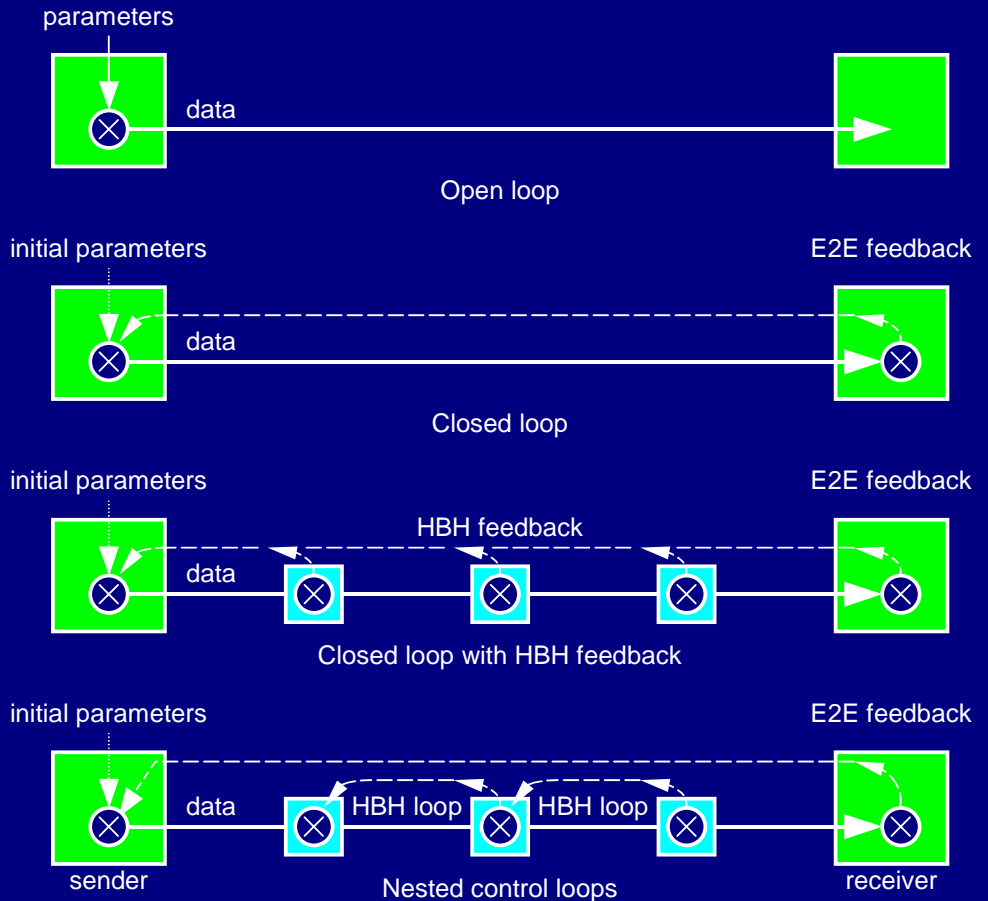 parameters
data
Open loop
initial parameters
E2E feedback
data
Closed loop
initial parameters
E2E feedback
HBH feedback
data
Closed loop with HBH feedback
initial parameters
E2E feedback
data
HBH loop
HBH loop
sender
Nested control loops
receiver